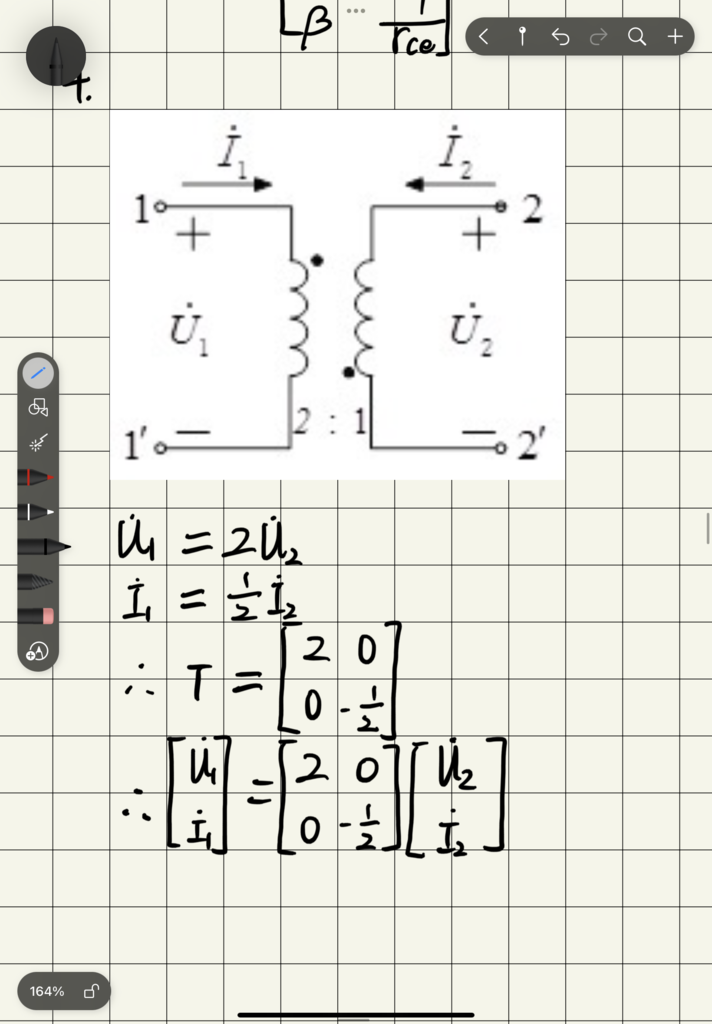 [β 1/rce]
4.
İ₁ İ₂
1 + + 2
U̇₁ U̇₂
1′ − 2 : 1 − 2′
U̇₁ = 2U̇₂
İ₁ = ½İ₂
∴ T = [2 0; 0 -½]
∴ [U̇₁; İ₁] = [2 0; 0 -½][U̇₂; İ₂]
164%